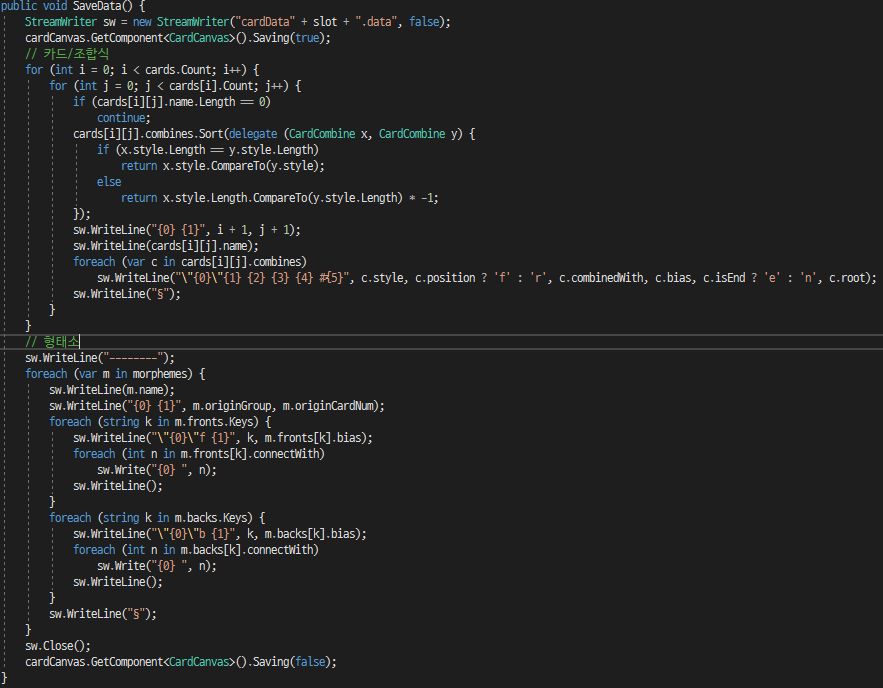 public void SaveData() {
StreamWriter sw = new StreamWriter("cardData" + slot + ".data", false);
cardCanvas.GetComponent<CardCanvas>().Saving(true);
// 카드/조합식
for (int i = 0; i < cards.Count; i++) {
for (int j = 0; j < cards[i].Count; j++) {
if (cards[i][j].name.Length == 0)
continue;
cards[i][j].combines.Sort(delegate (CardCombine x, CardCombine y) {
if (x.style.Length == y.style.Length)
return x.style.CompareTo(y.style);
else
return x.style.Length.CompareTo(y.style.Length) * -1;
});
sw.WriteLine("{0} {1}", i + 1, j + 1);
sw.WriteLine(cards[i][j].name);
foreach (var c in cards[i][j].combines)
sw.WriteLine("\"{0}\"{1} {2} {3} {4} #{5}", c.style, c.position ? 'f' : 'r', c.combinedWith, c.bias, c.isEnd ? 'e' : 'n', c.root);
sw.WriteLine("§");
}
}
// 형태소
sw.WriteLine("--------");
foreach (var m in morphemes) {
sw.WriteLine(m.name);
sw.WriteLine("{0} {1}", m.originGroup, m.originCardNum);
foreach (string k in m.fronts.Keys) {
sw.WriteLine("\"{0}\"f {1}", k, m.fronts[k].bias);
foreach (int n in m.fronts[k].connectWith)
sw.Write("{0} ", n);
sw.WriteLine();
}
foreach (string k in m.backs.Keys) {
sw.WriteLine("\"{0}\"b {1}", k, m.backs[k].bias);
foreach (int n in m.backs[k].connectWith)
sw.Write("{0} ", n);
sw.WriteLine();
}
sw.WriteLine("§");
}
sw.Close();
cardCanvas.GetComponent<CardCanvas>().Saving(false);
}